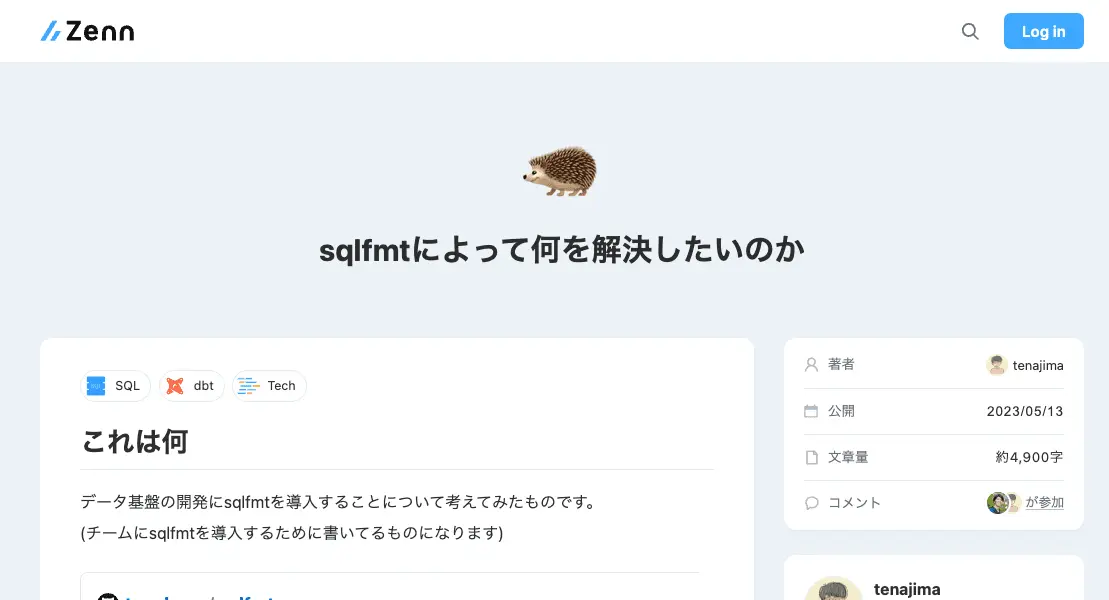 Zenn
Log in
sqlfmtによって何を解決したいのか
SQL
dbt
Tech
これは何
データ基盤の開発にsqlfmtを導入することについて考えてみたものです。
(チームにsqlfmtを導入するために書いてるものになります)
著者
tenajima
公開
2023/05/13
文章量
約4,900字
コメント
が参加
tenajima